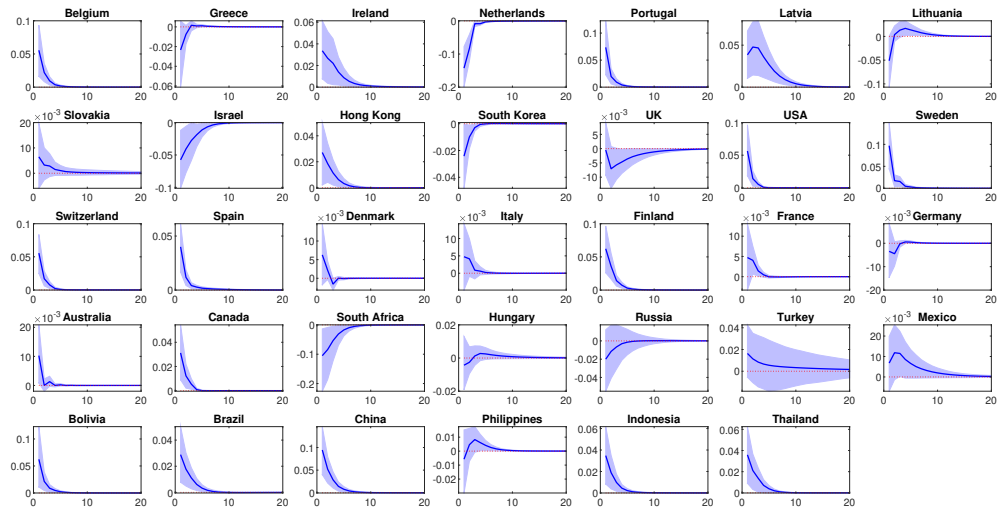 Belgium
0.1
0.05
0
0 10 20
Greece
0
-0.02
-0.04
-0.06
0 10 20
Ireland
0.1
0.05
0
0 10 20
Netherlands
0
-0.1
-0.2
0 10 20
Portugal
0.1
0.05
0
0 10 20
Latvia
0.05
0
0 10 20
Lithuania
0
-0.05
-0.1
0 10 20
Slovakia
×10⁻³
20
10
0
0 10 20
Israel
0
-0.05
-0.1
0 10 20
Hong Kong
0.04
0.02
0
0 10 20
South Korea
0
-0.02
-0.04
0 10 20
UK
×10⁻³
5
0
-5
-10
0 10 20
USA
0.1
0.05
0
0 10 20
Sweden
0.1
0.05
0
0 10 20
Switzerland
0.1
0.05
0
0 10 20
Spain
0.05
0
0 10 20
Denmark
×10⁻³
10
5
0
0 10 20
Italy
×10⁻³
10
5
0
0 10 20
Finland
0.1
0.05
0
0 10 20
France
×10⁻³
10
5
0
0 10 20
Germany
×10⁻³
10
0
-10
-20
0 10 20
Australia
×10⁻³
20
10
0
0 10 20
Canada
0.04
0.02
0
0 10 20
South Africa
0
-0.1
-0.2
0 10 20
Hungary
0.02
0
-0.02
0 10 20
Russia
0.02
0
-0.02
-0.04
0 10 20
Turkey
0.04
0.02
0
0 10 20
Mexico
×10⁻³
20
10
0
0 10 20
Bolivia
0.1
0.05
0
0 10 20
Brazil
0.04
0.02
0
0 10 20
China
0.1
0.05
0
0 10 20
Philippines
0.01
0
-0.01
-0.03
0 10 20
Indonesia
0.06
0.04
0.02
0
0 10 20
Thailand
0.06
0.04
0.02
0
0 10 20